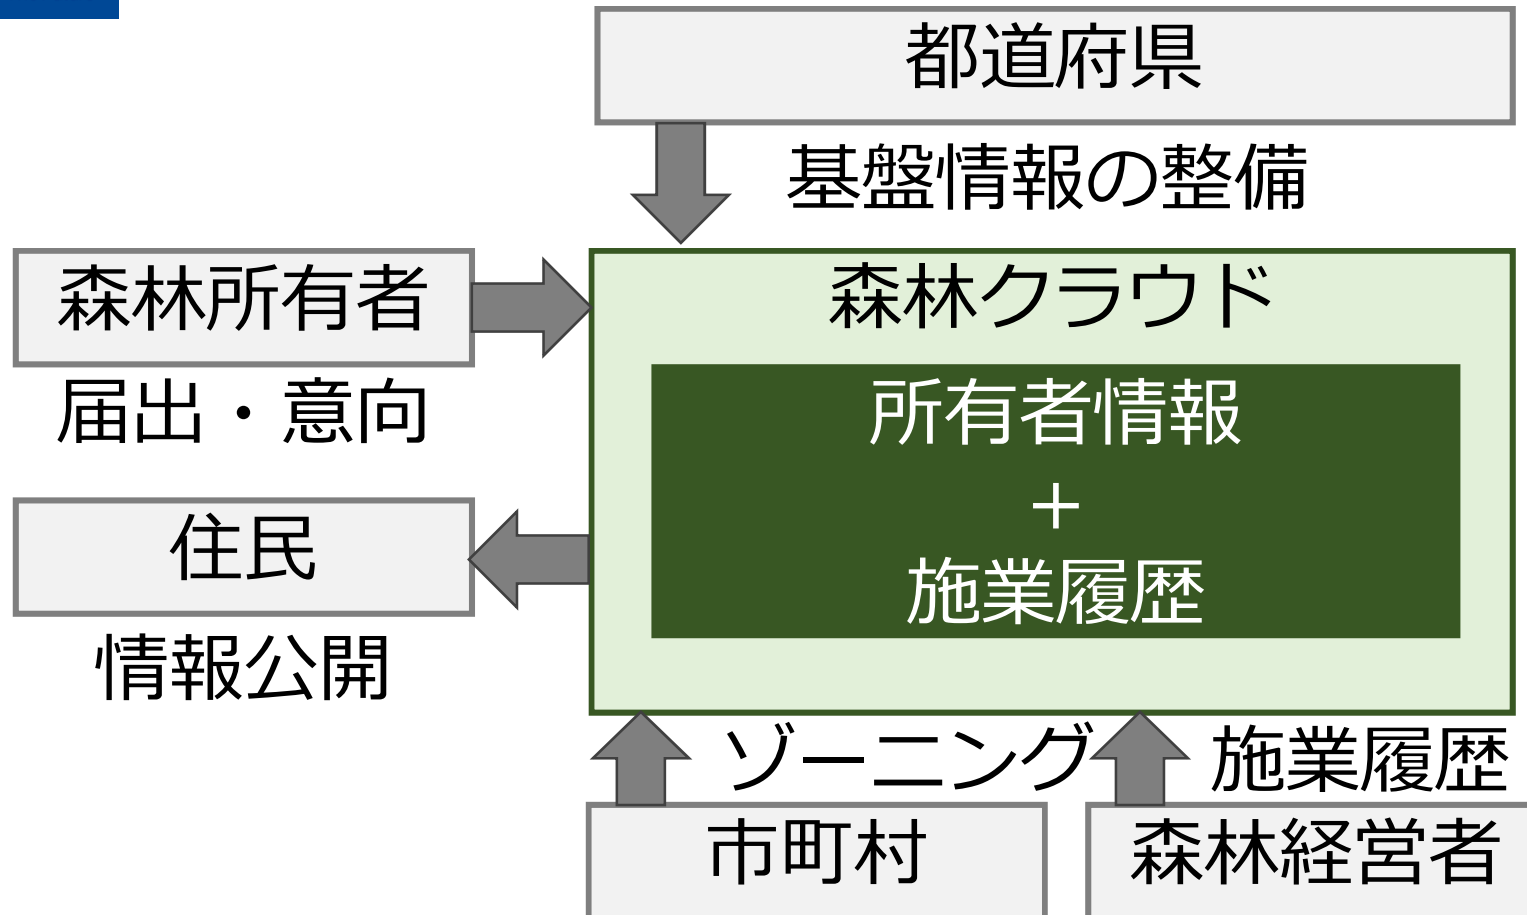 都道府県
基盤情報の整備
森林所有者
届出・意向
森林クラウド
所有者情報
＋
施業履歴
住民
情報公開
ゾーニング
施業履歴
市町村
森林経営者